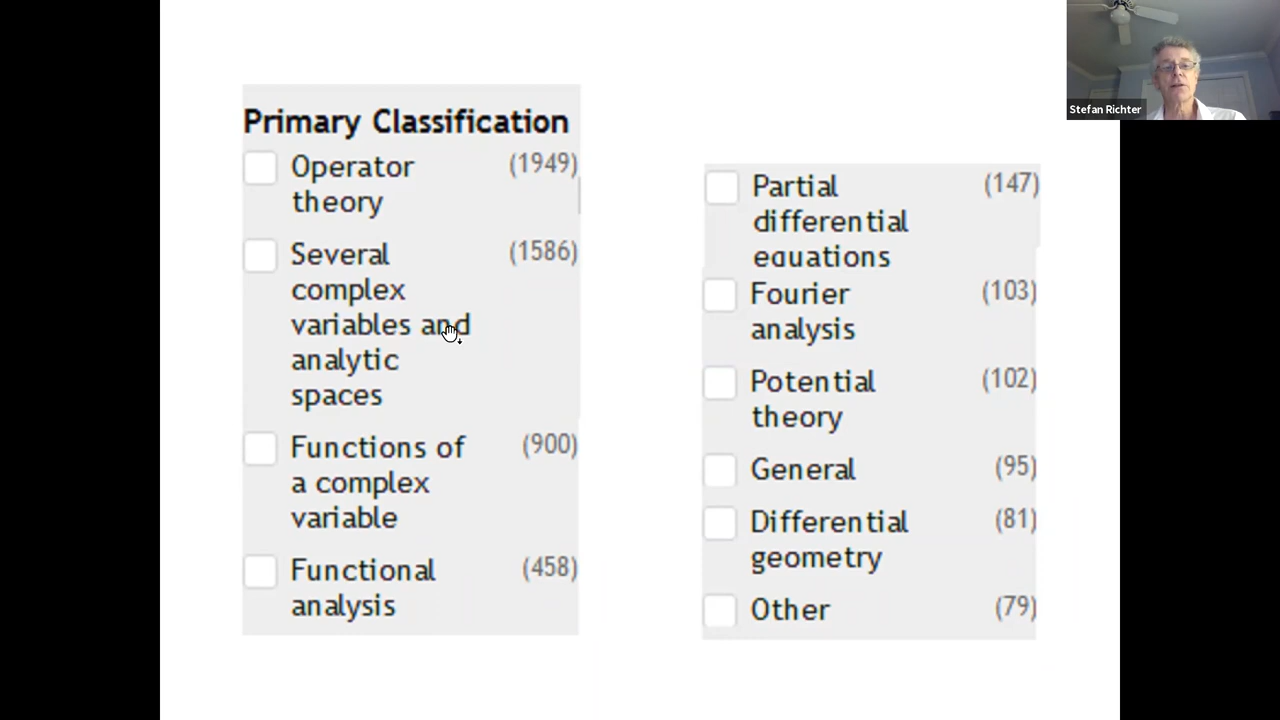 Primary Classification
Operator (1949)
theory
Several (1586)
complex
variables and
analytic
spaces
Functions of (900)
a complex
variable
Functional (458)
analysis
Partial (147)
differential
equations
Fourier (103)
analysis
Potential (102)
theory
General (95)
Differential (81)
geometry
Other (79)
Stefan Richter